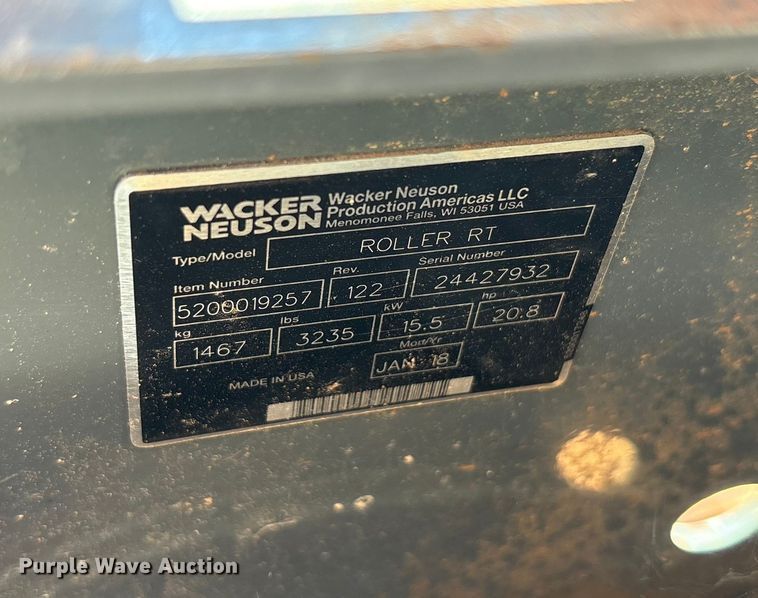 WACKER NEUSON
Wacker Neuson
Production Americas LLC
Menomonee Falls, WI 53051 USA
Type/Model ROLLER RT
Item Number Rev. Serial Number
5200019257 122 24427932
kg lbs kW hp
1467 3235 15.5 20.8
Mon/Yr
MADE IN USA JAN 18
Purple Wave Auction